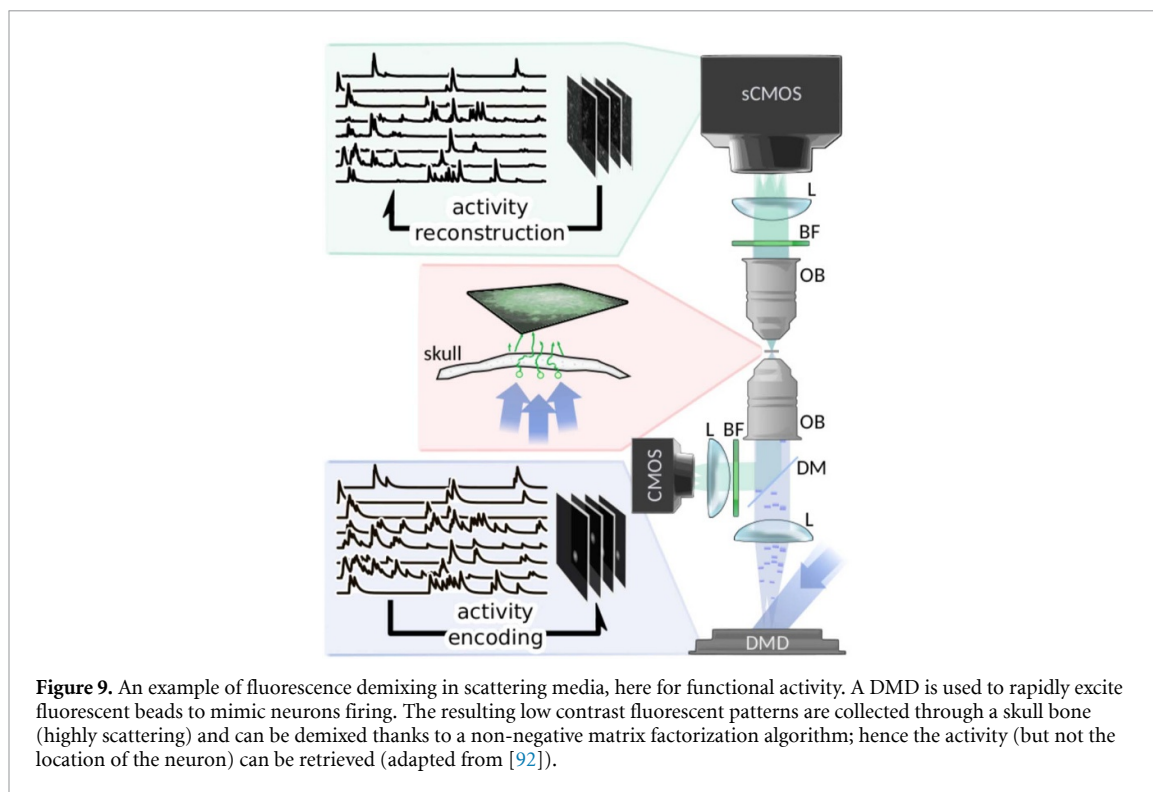 sCMOS
L
BF
OB
activity
reconstruction
skull
OB
L BF
DM
CMOS
L
activity
encoding
DMD
Figure 9. An example of fluorescence demixing in scattering media, here for functional activity. A DMD is used to rapidly excite
fluorescent beads to mimic neurons firing. The resulting low contrast fluorescent patterns are collected through a skull bone
(highly scattering) and can be demixed thanks to a non-negative matrix factorization algorithm; hence the activity (but not the
location of the neuron) can be retrieved (adapted from [92]).